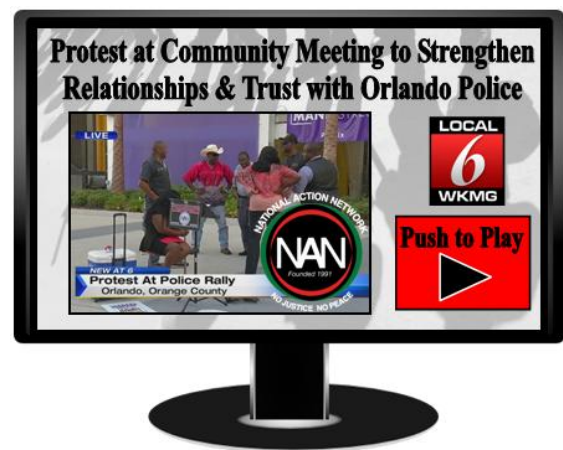 Protest at Community Meeting to Strengthen
Relationships & Trust with Orlando Police
LIVE
MAN
LOCAL
6
WKMG
NATIONAL ACTION NETWORK
NAN
Founded 1991
NO JUSTICE NO PEACE
Push to Play
NEW AT 6
Protest At Police Rally
Orlando, Orange County